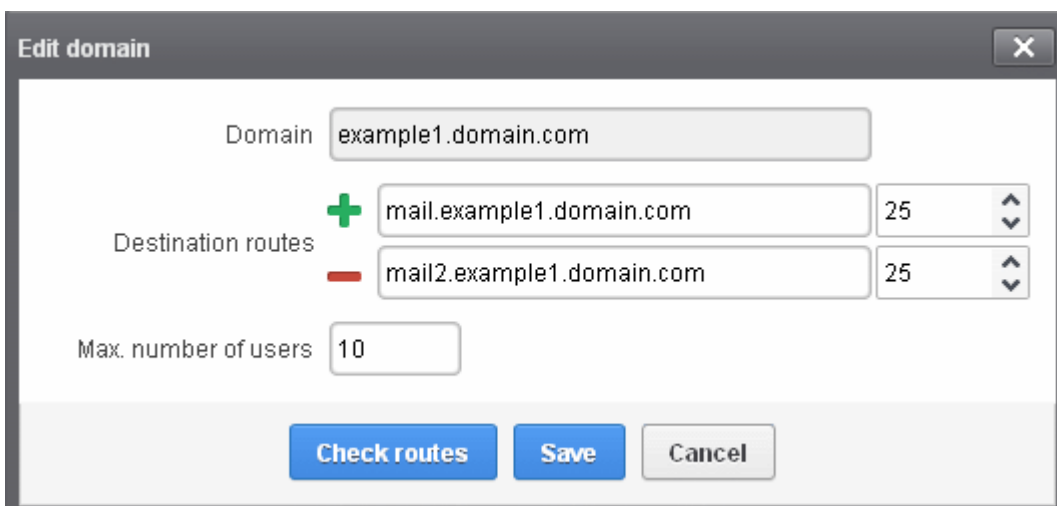 Edit domain
Domain example1.domain.com
mail.example1.domain.com 25
Destination routes
mail2.example1.domain.com 25
Max. number of users 10
Check routes Save Cancel